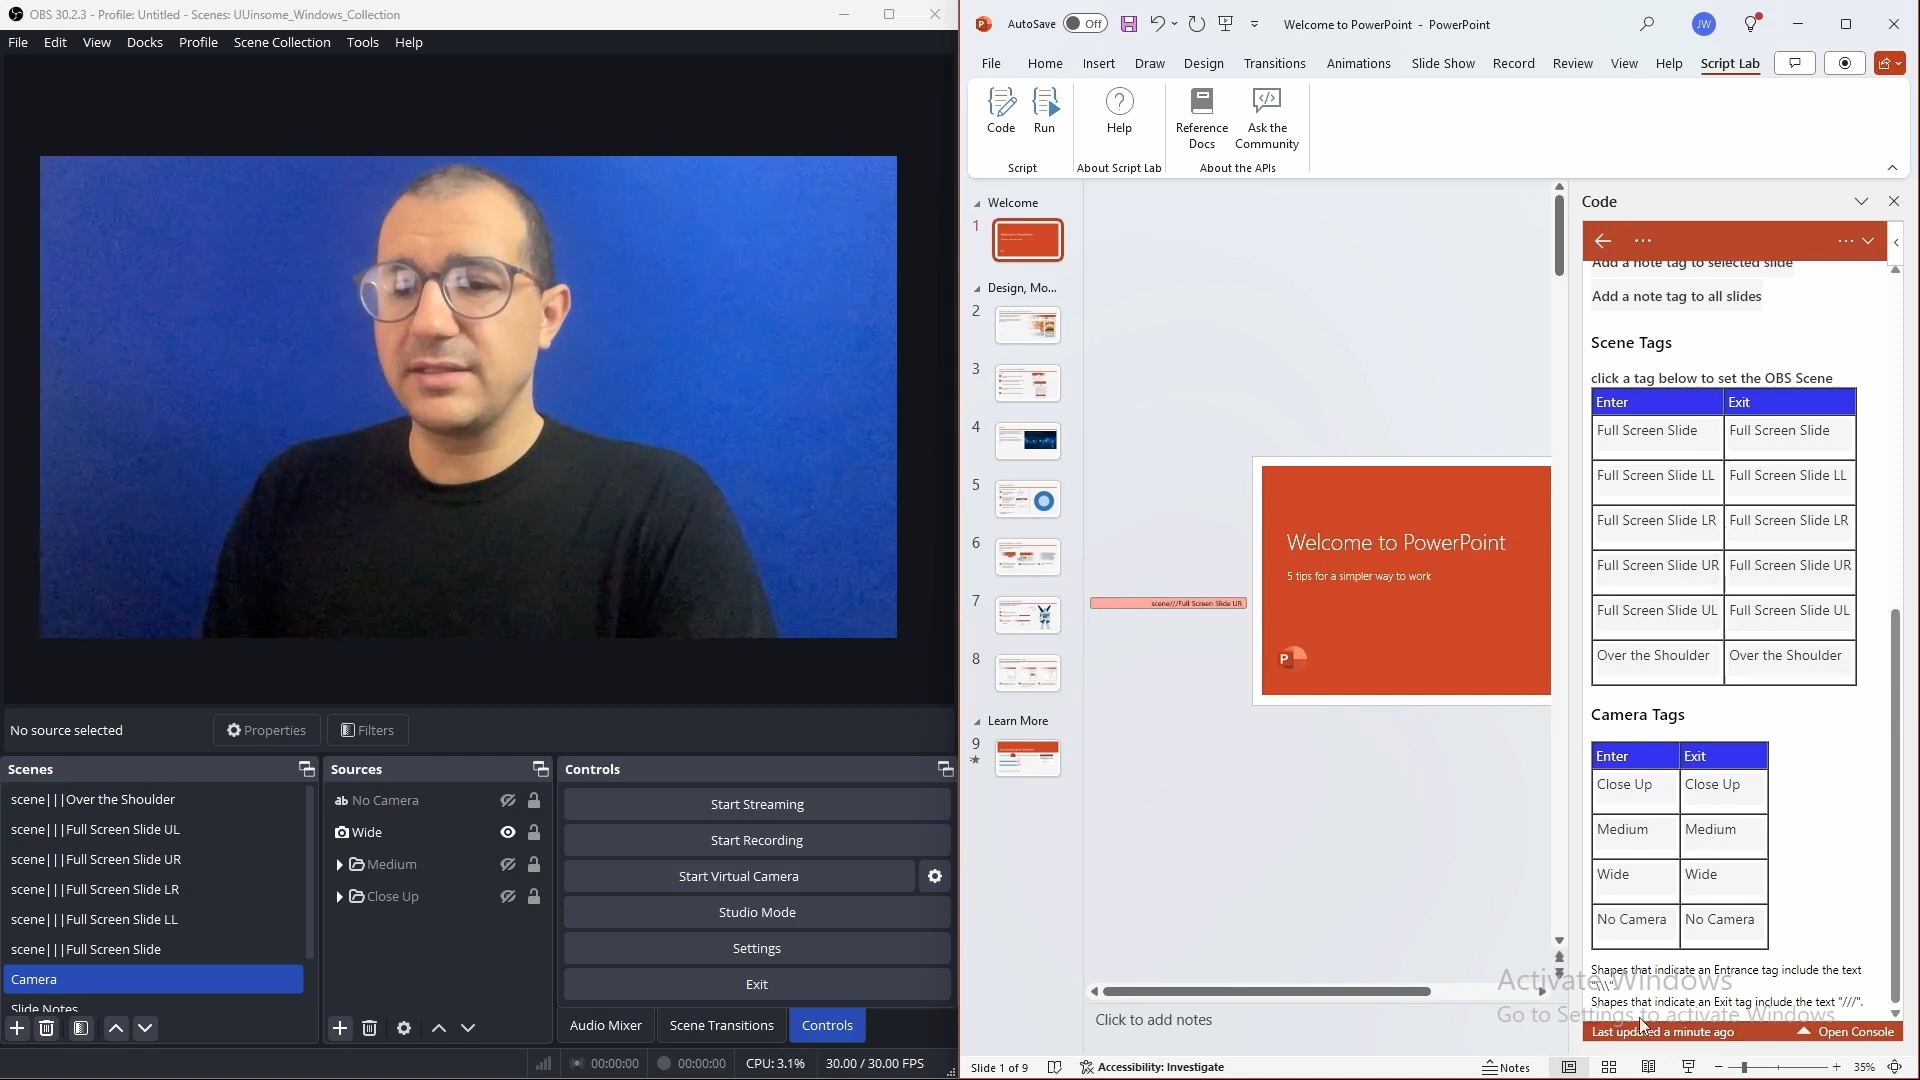 OBS 30.2.3 - Profile: Untitled - Scenes: UUinsome_Windows_Collection
File Edit View Docks Profile Scene Collection Tools Help
No source selected
Properties
Filters
Scenes
scene|||Over the Shoulder
scene|||Full Screen Slide UL
scene|||Full Screen Slide UR
scene|||Full Screen Slide LR
scene|||Full Screen Slide LL
scene|||Full Screen Slide
Camera
Slide Notes
Sources
ab No Camera
Wide
Medium
Close Up
Controls
Start Streaming
Start Recording
Start Virtual Camera
Studio Mode
Settings
Exit
Audio Mixer
Scene Transitions
Controls
00:00:00
00:00:00
CPU: 3.1%
30.00 / 30.00 FPS
AutoSave
Off
Welcome to PowerPoint - PowerPoint
JW
File Home Insert Draw Design Transitions Animations Slide Show Record Review View Help Script Lab
Code
Run
Help
Reference
Docs
Ask the
Community
Script
About Script Lab
About the APIs
Welcome
1
Design, Mo...
2
3
4
5
6
7
8
Learn More
9
scene///Full Screen Slide UR
Welcome to PowerPoint
5 tips for a simpler way to work
P
Click to add notes
Code
Add a note tag to selected slide
Add a note tag to all slides
Scene Tags
click a tag below to set the OBS Scene
Enter Exit
Full Screen Slide Full Screen Slide
Full Screen Slide LL Full Screen Slide LL
Full Screen Slide LR Full Screen Slide LR
Full Screen Slide UR Full Screen Slide UR
Full Screen Slide UL Full Screen Slide UL
Over the Shoulder Over the Shoulder
Camera Tags
Enter Exit
Close Up Close Up
Medium Medium
Wide Wide
No Camera No Camera
Shapes that indicate an Entrance tag include the text
"\\\".
Shapes that indicate an Exit tag include the text "///".
Activate Windows
Go to Settings to activate Windows.
Last updated a minute ago
Open Console
Slide 1 of 9
Accessibility: Investigate
Notes
35%